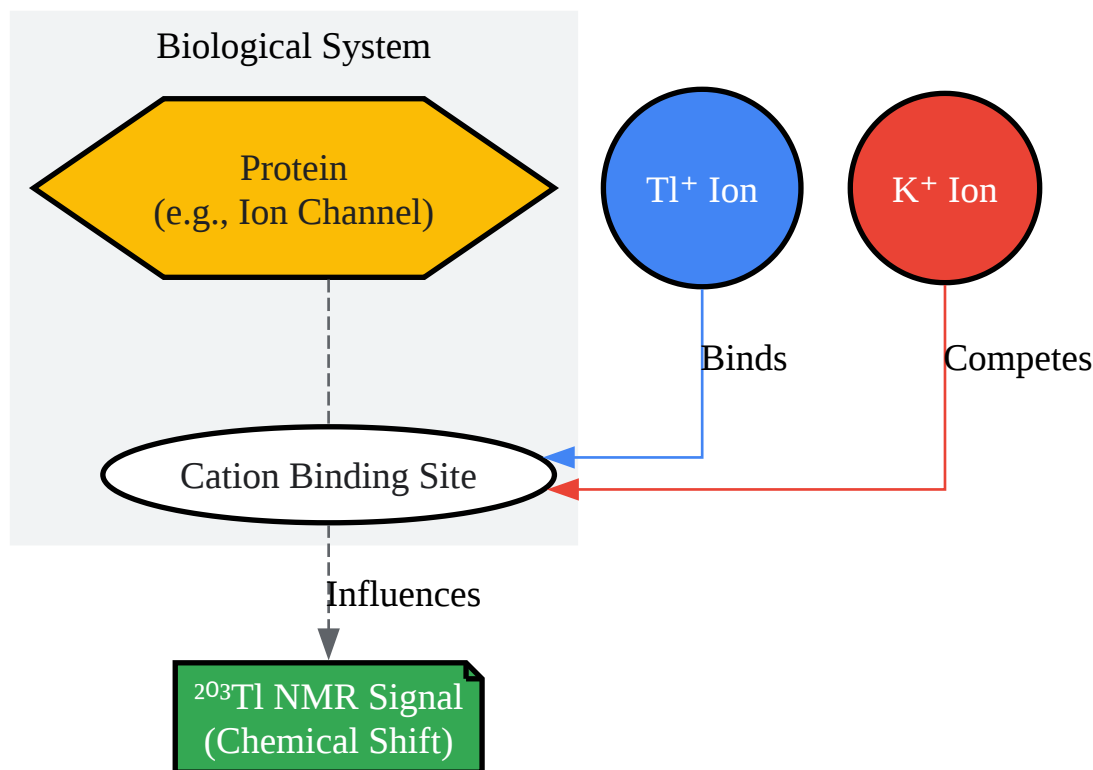 Biological System
Protein
(e.g., Ion Channel)
Tl⁺ Ion
K⁺ Ion
Binds
Competes
Cation Binding Site
Influences
²⁰³Tl NMR Signal
(Chemical Shift)